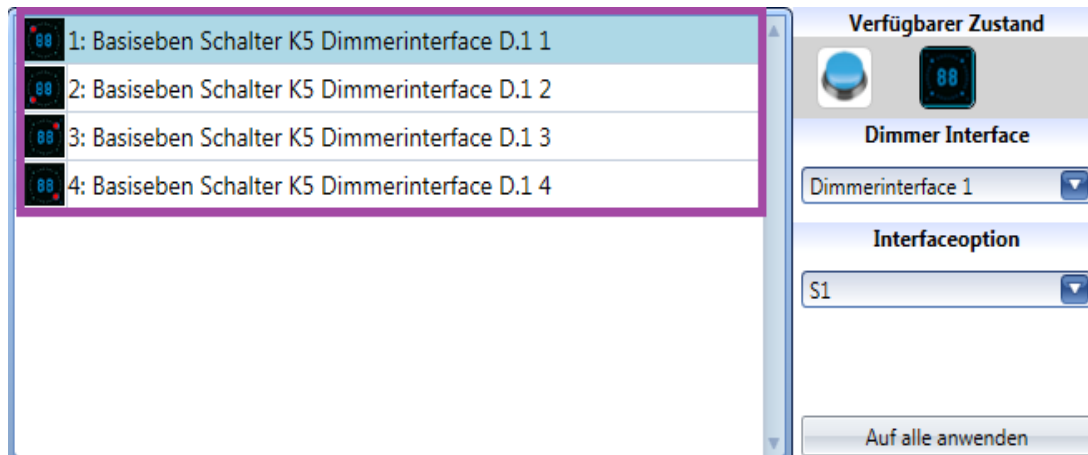 1: Basiseben Schalter K5 Dimmerinterface D.1 1
2: Basiseben Schalter K5 Dimmerinterface D.1 2
3: Basiseben Schalter K5 Dimmerinterface D.1 3
4: Basiseben Schalter K5 Dimmerinterface D.1 4
Verfügbarer Zustand
88
Dimmer Interface
Dimmerinterface 1
Interfaceoption
S1
Auf alle anwenden